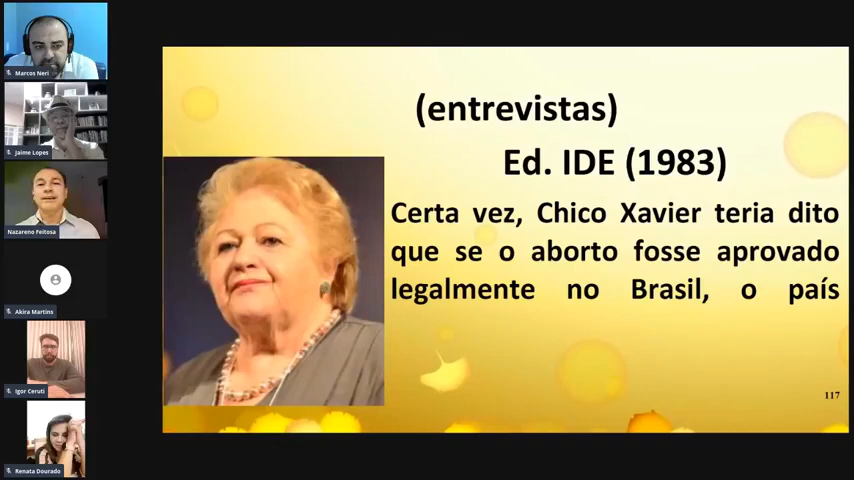 Marcos Neri
Jaime Lopes
Nazareno Feitosa
Akira Martins
Igor Ceruti
Renata Dourado
(entrevistas)
Ed. IDE (1983)
Certa vez, Chico Xavier teria dito
que se o aborto fosse aprovado
legalmente no Brasil, o país
117